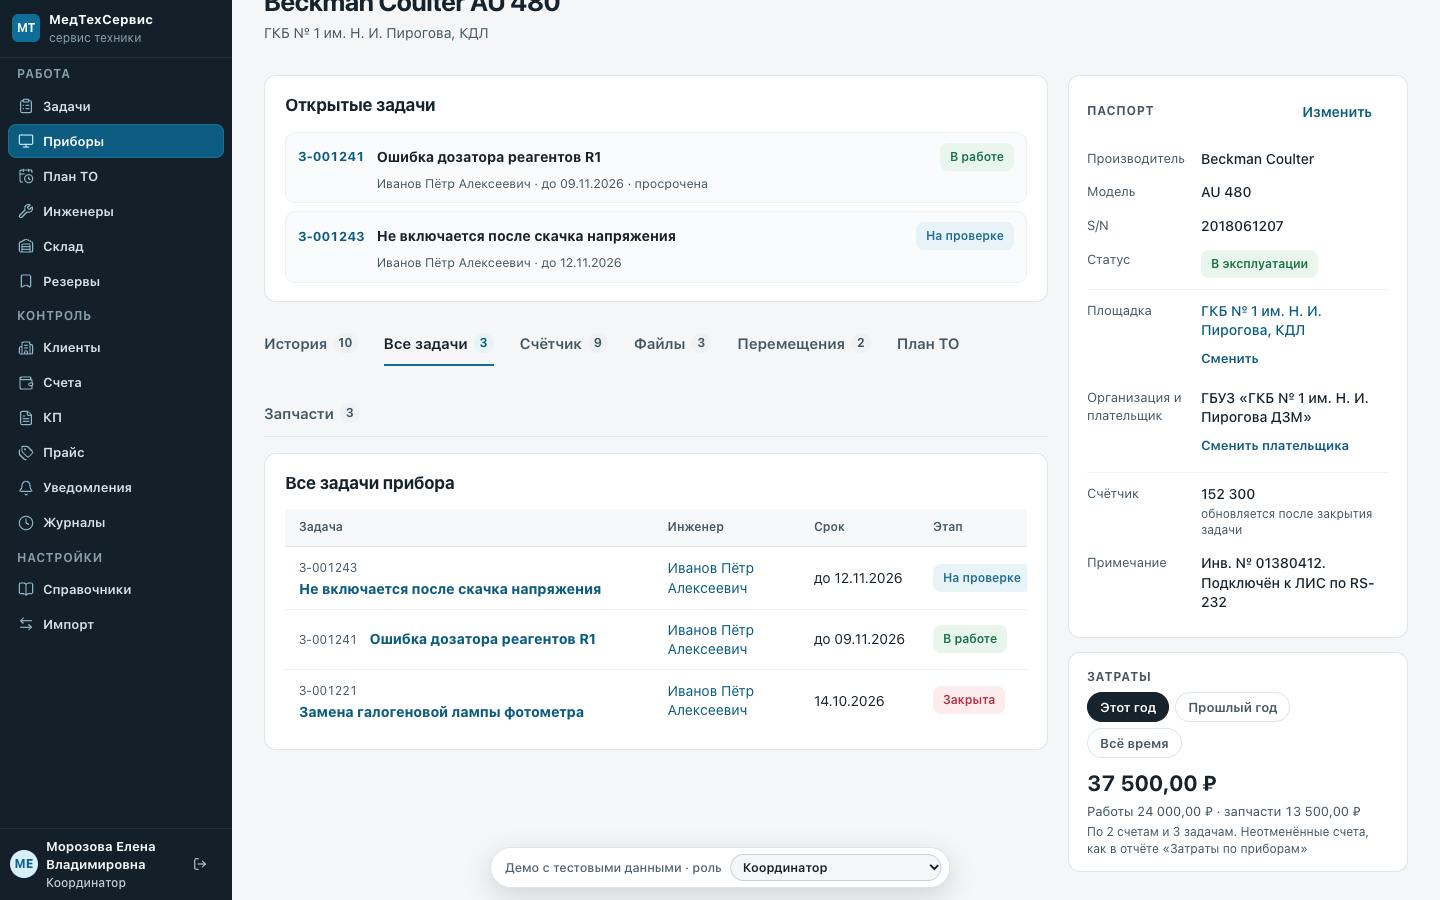 МТ
МедТехСервис
сервис техники
РАБОТА
Задачи
Приборы
План ТО
Инженеры
Склад
Резервы
КОНТРОЛЬ
Клиенты
Счета
КП
Прайс
Уведомления
Журналы
НАСТРОЙКИ
Справочники
Импорт
МЕ
Морозова Елена
Владимировна
Координатор
Beckman Coulter AU 480
ГКБ № 1 им. Н. И. Пирогова, КДЛ
Открытые задачи
З-001241 Ошибка дозатора реагентов R1 В работе
Иванов Пётр Алексеевич · до 09.11.2026 · просрочена
З-001243 Не включается после скачка напряжения На проверке
Иванов Пётр Алексеевич · до 12.11.2026
История 10 Все задачи 3 Счётчик 9 Файлы 3 Перемещения 2 План ТО
Запчасти 3
Все задачи прибора
Задача Инженер Срок Этап
З-001243
Не включается после скачка напряжения
Иванов Пётр
Алексеевич
до 12.11.2026
На проверке
З-001241 Ошибка дозатора реагентов R1
Иванов Пётр
Алексеевич
до 09.11.2026
В работе
З-001221
Замена галогеновой лампы фотометра
Иванов Пётр
Алексеевич
14.10.2026
Закрыта
ПАСПОРТ Изменить
Производитель Beckman Coulter
Модель AU 480
S/N 2018061207
Статус В эксплуатации
Площадка ГКБ № 1 им. Н. И.
Пирогова, КДЛ
Сменить
Организация и
плательщик
ГБУЗ «ГКБ № 1 им. Н. И.
Пирогова ДЗМ»
Сменить плательщика
Счётчик 152 300
обновляется после закрытия
задачи
Примечание Инв. № 01380412.
Подключён к ЛИС по RS-
232
ЗАТРАТЫ
Этот год Прошлый год
Всё время
37 500,00 ₽
Работы 24 000,00 ₽ · запчасти 13 500,00 ₽
По 2 счетам и 3 задачам. Неотменённые счета,
как в отчёте «Затраты по приборам»
Демо с тестовыми данными · роль Координатор